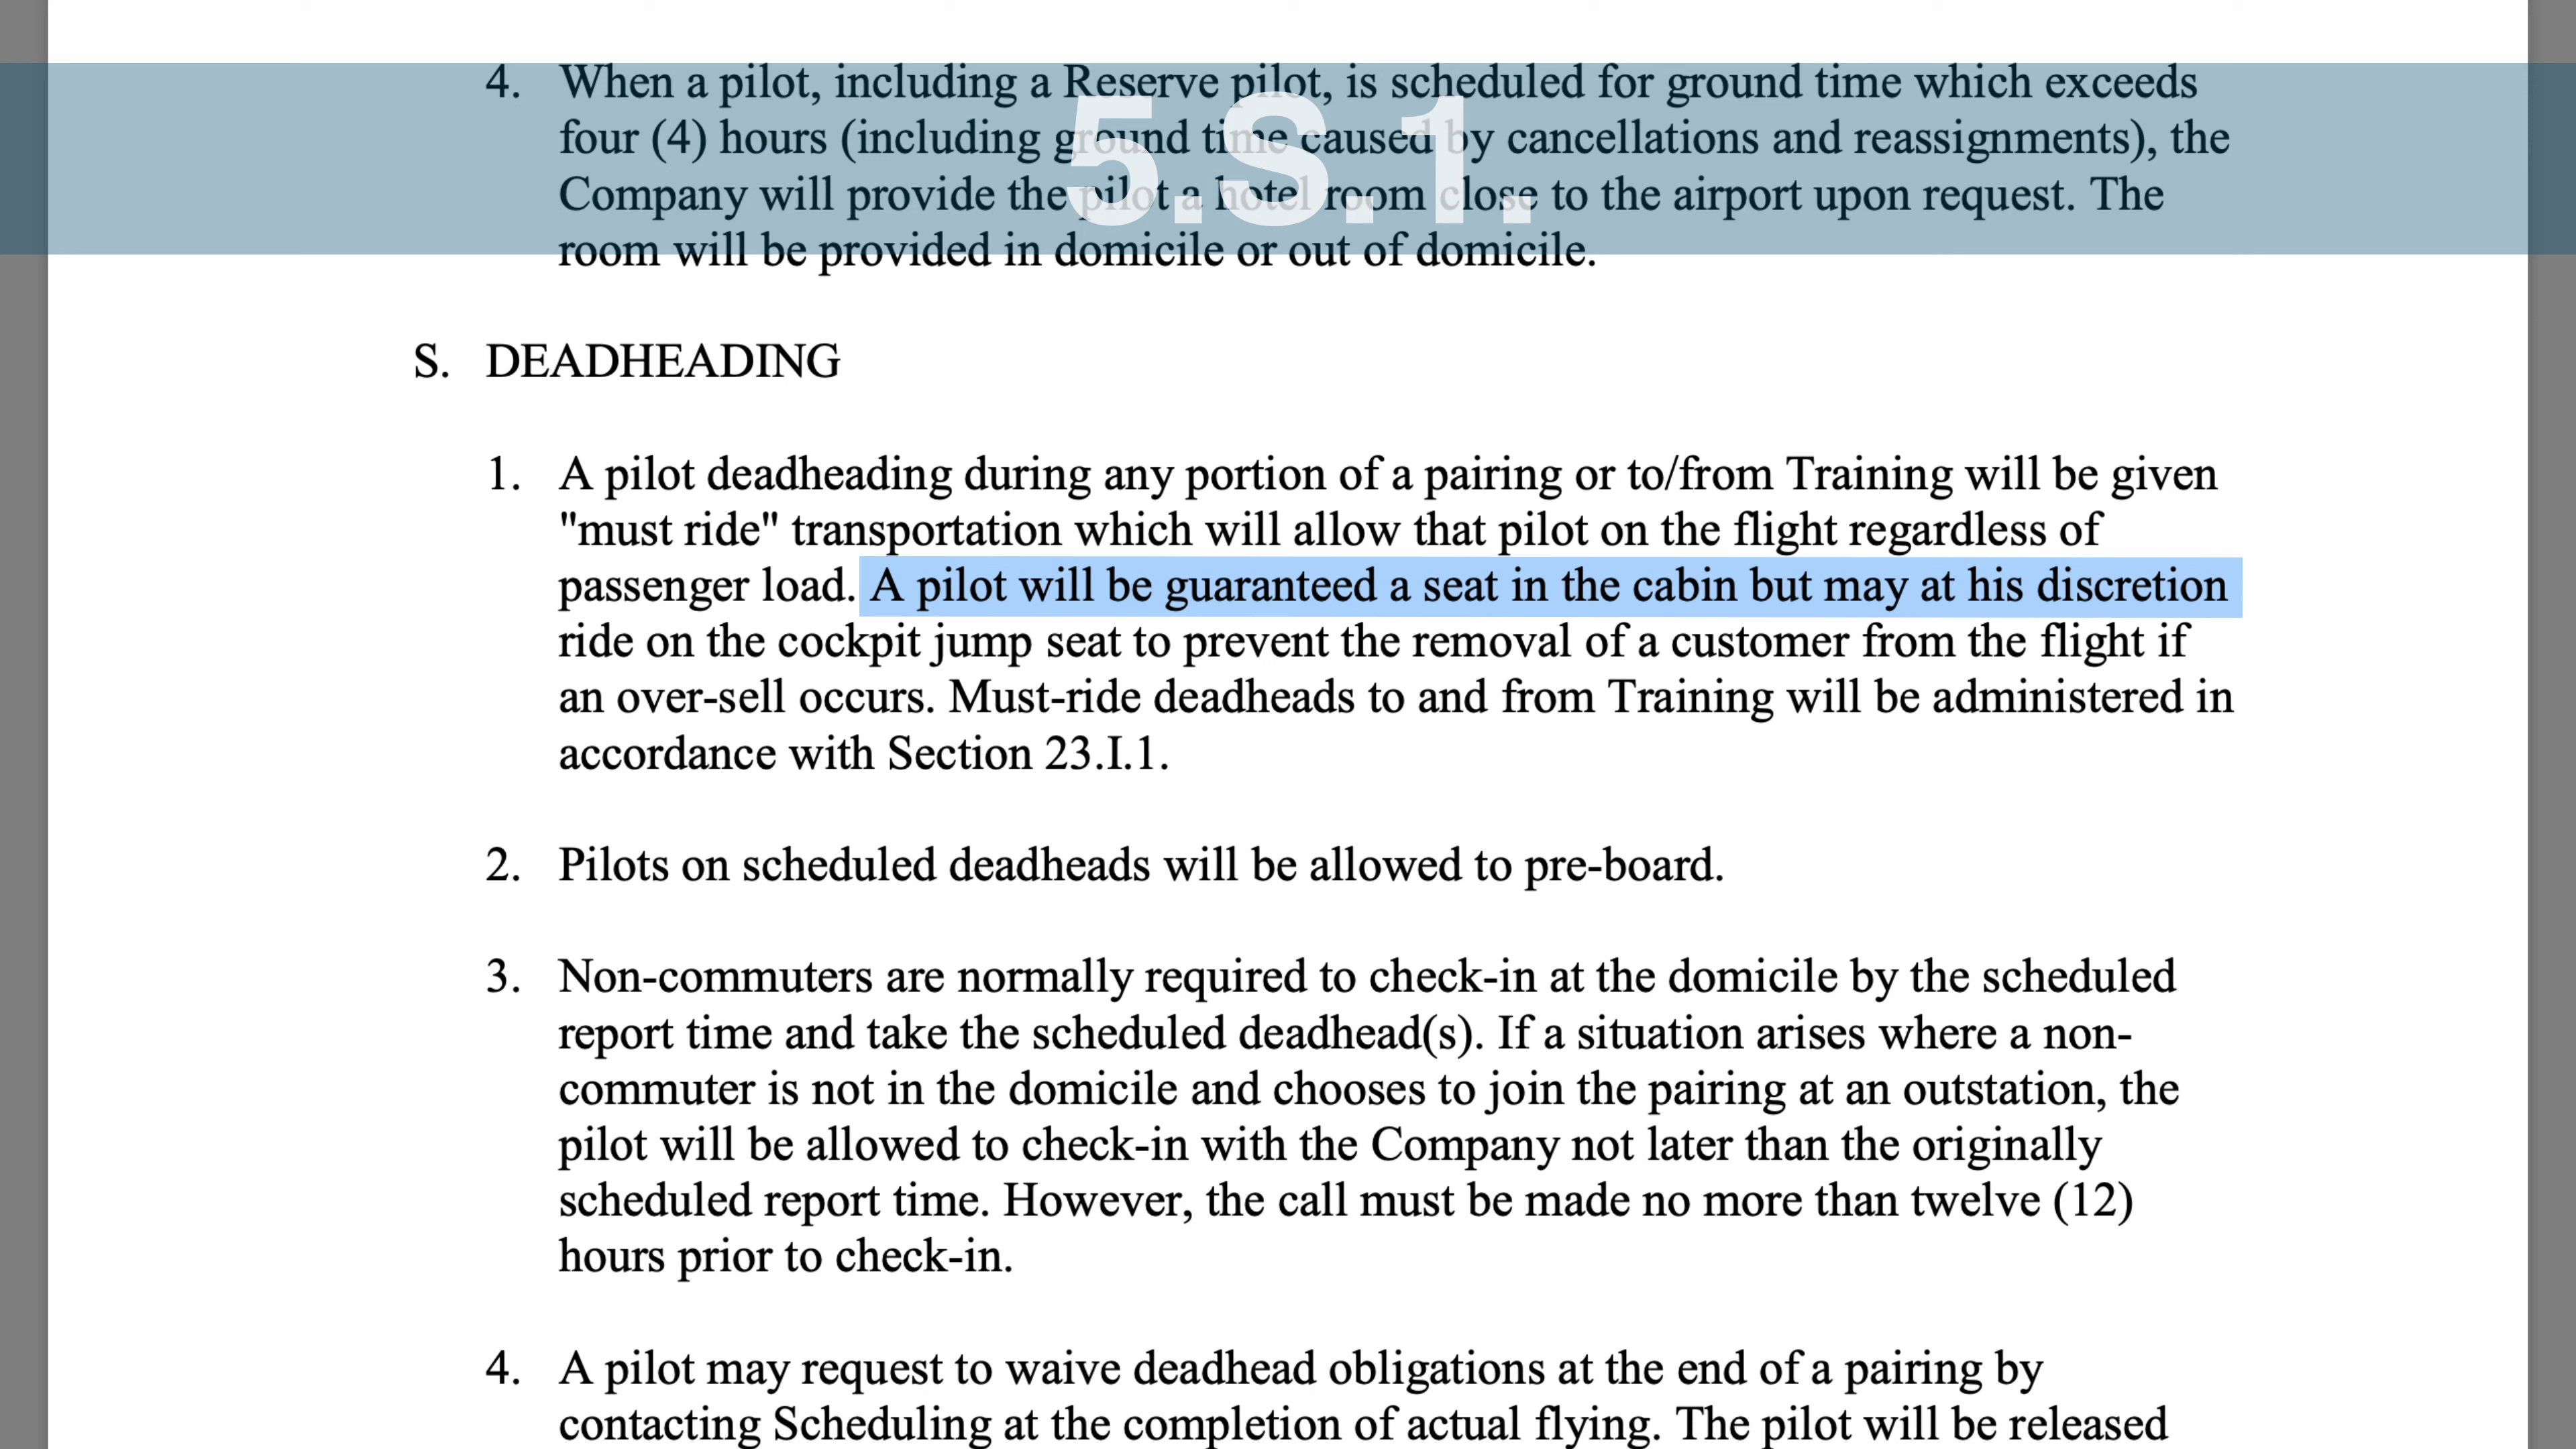 4. When a pilot, including a Reserve pilot, is scheduled for ground time which exceeds
four (4) hours (including ground time caused by cancellations and reassignments), the
Company will provide the pilot a hotel room close to the airport upon request. The
room will be provided in domicile or out of domicile.
5.S.1.
S. DEADHEADING
1. A pilot deadheading during any portion of a pairing or to/from Training will be given
"must ride" transportation which will allow that pilot on the flight regardless of
passenger load. A pilot will be guaranteed a seat in the cabin but may at his discretion
ride on the cockpit jump seat to prevent the removal of a customer from the flight if
an over-sell occurs. Must-ride deadheads to and from Training will be administered in
accordance with Section 23.I.1.
2. Pilots on scheduled deadheads will be allowed to pre-board.
3. Non-commuters are normally required to check-in at the domicile by the scheduled
report time and take the scheduled deadhead(s). If a situation arises where a non-
commuter is not in the domicile and chooses to join the pairing at an outstation, the
pilot will be allowed to check-in with the Company not later than the originally
scheduled report time. However, the call must be made no more than twelve (12)
hours prior to check-in.
4. A pilot may request to waive deadhead obligations at the end of a pairing by
contacting Scheduling at the completion of actual flying. The pilot will be released